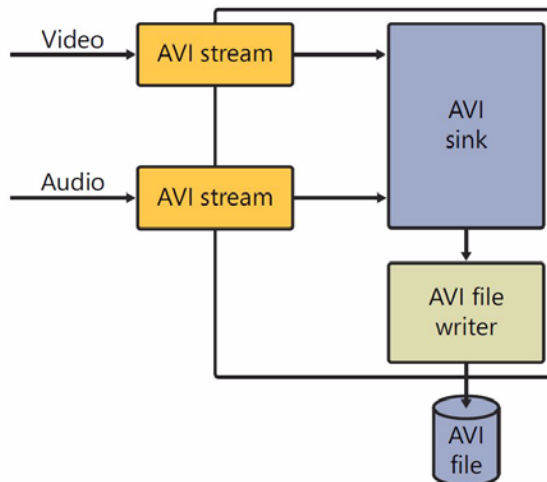 Video
AVI stream
AVI
sink
Audio
AVI stream
AVI file
writer
AVI
file